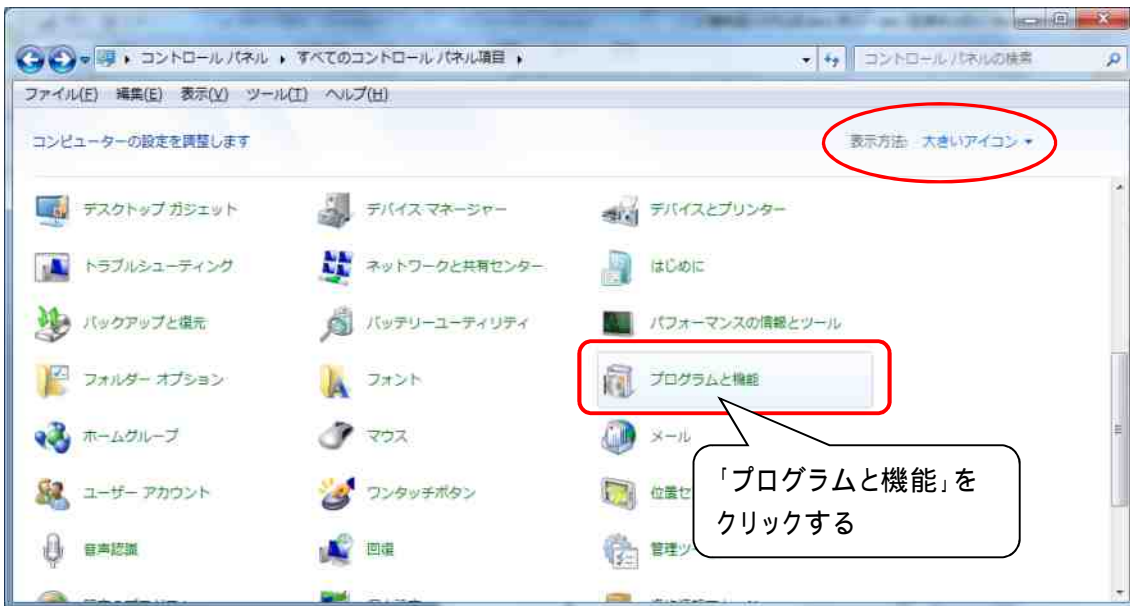 コントロール パネル ▸ すべてのコントロール パネル項目 ▸
コントロール パネルの検索
ファイル(F) 編集(E) 表示(V) ツール(T) ヘルプ(H)
コンピューターの設定を調整します
表示方法: 大きいアイコン
デスクトップ ガジェット
デバイス マネージャー
デバイスとプリンター
トラブルシューティング
ネットワークと共有センター
はじめに
バックアップと復元
バッテリーユーティリティ
パフォーマンスの情報とツール
フォルダー オプション
フォント
プログラムと機能
ホームグループ
マウス
メール
ユーザー アカウント
ワンタッチボタン
位置セ
「プログラムと機能」を
クリックする
音声認識
回復
管理ツ